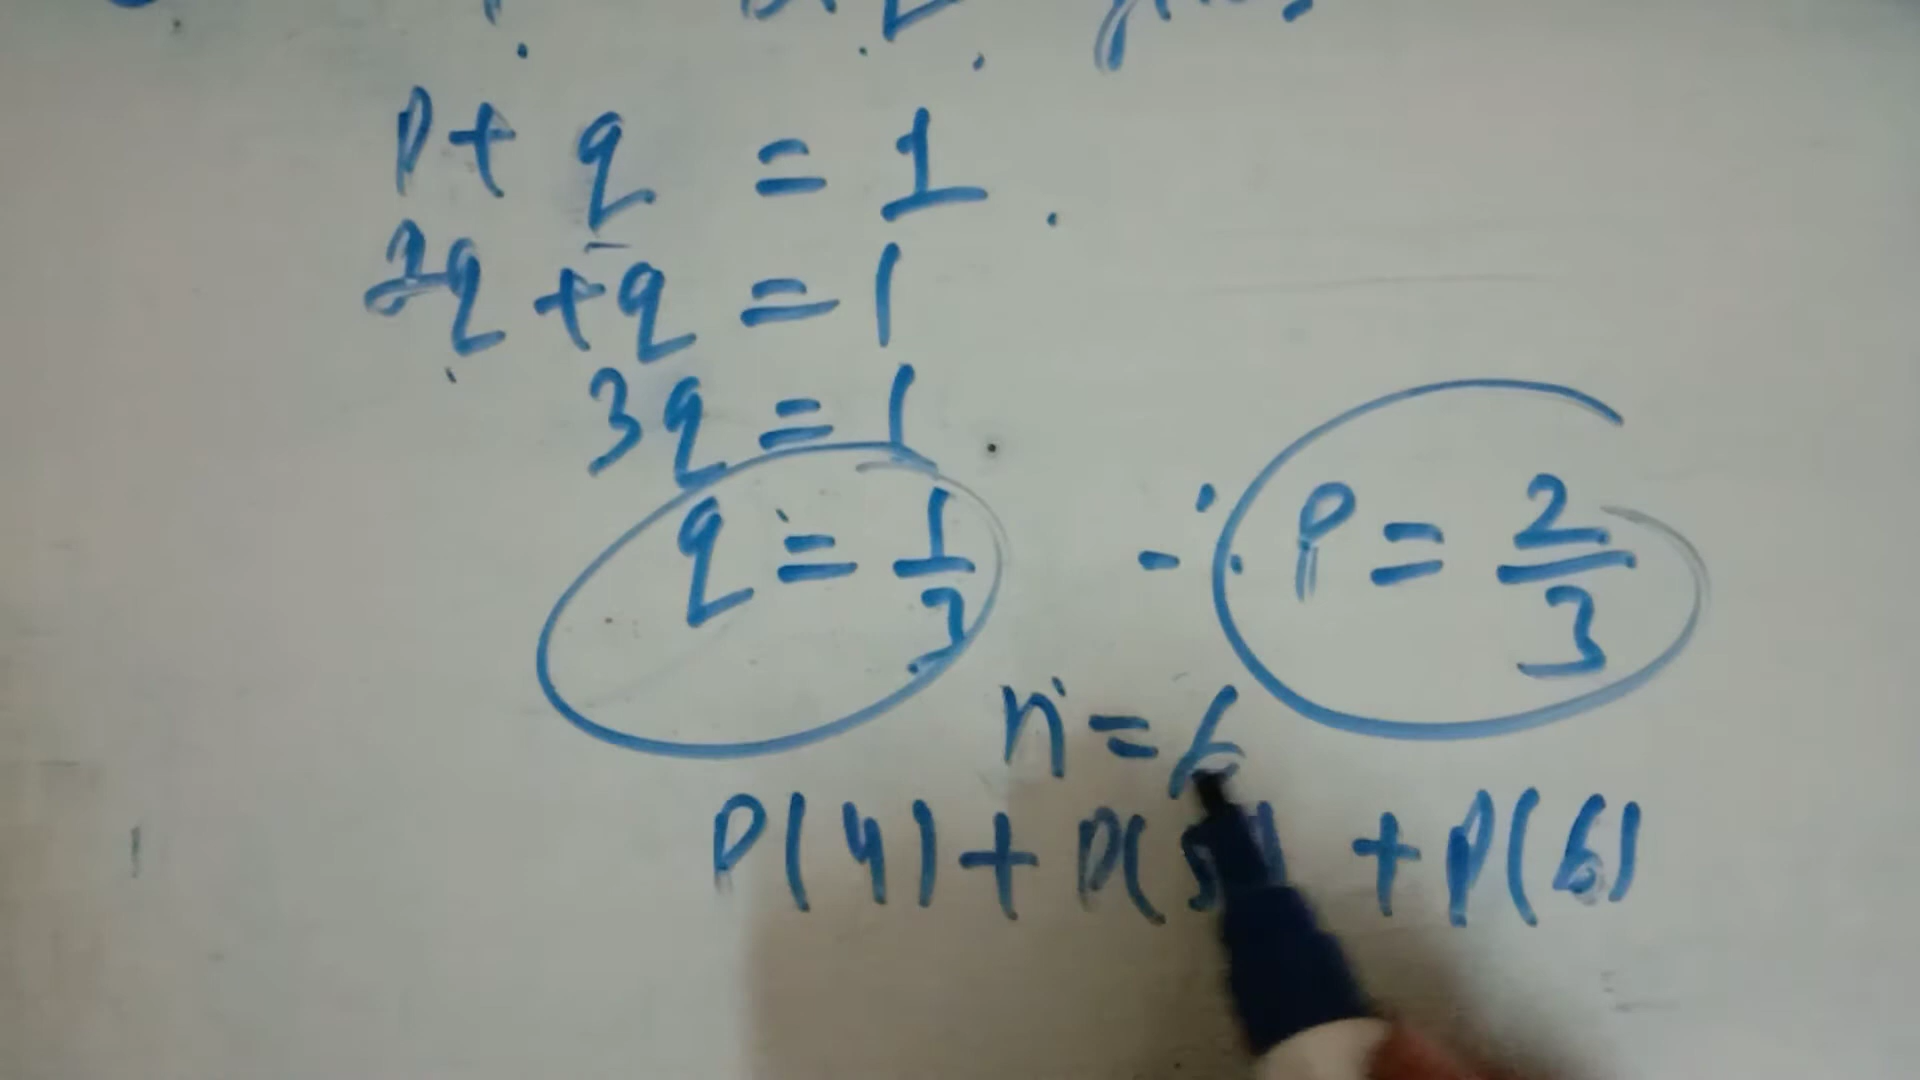 p + q = 1
2q + q = 1
3q = 1
q = 1/3 ∴ P = 2/3
n = 6
P(4) + P(5) + P(6)